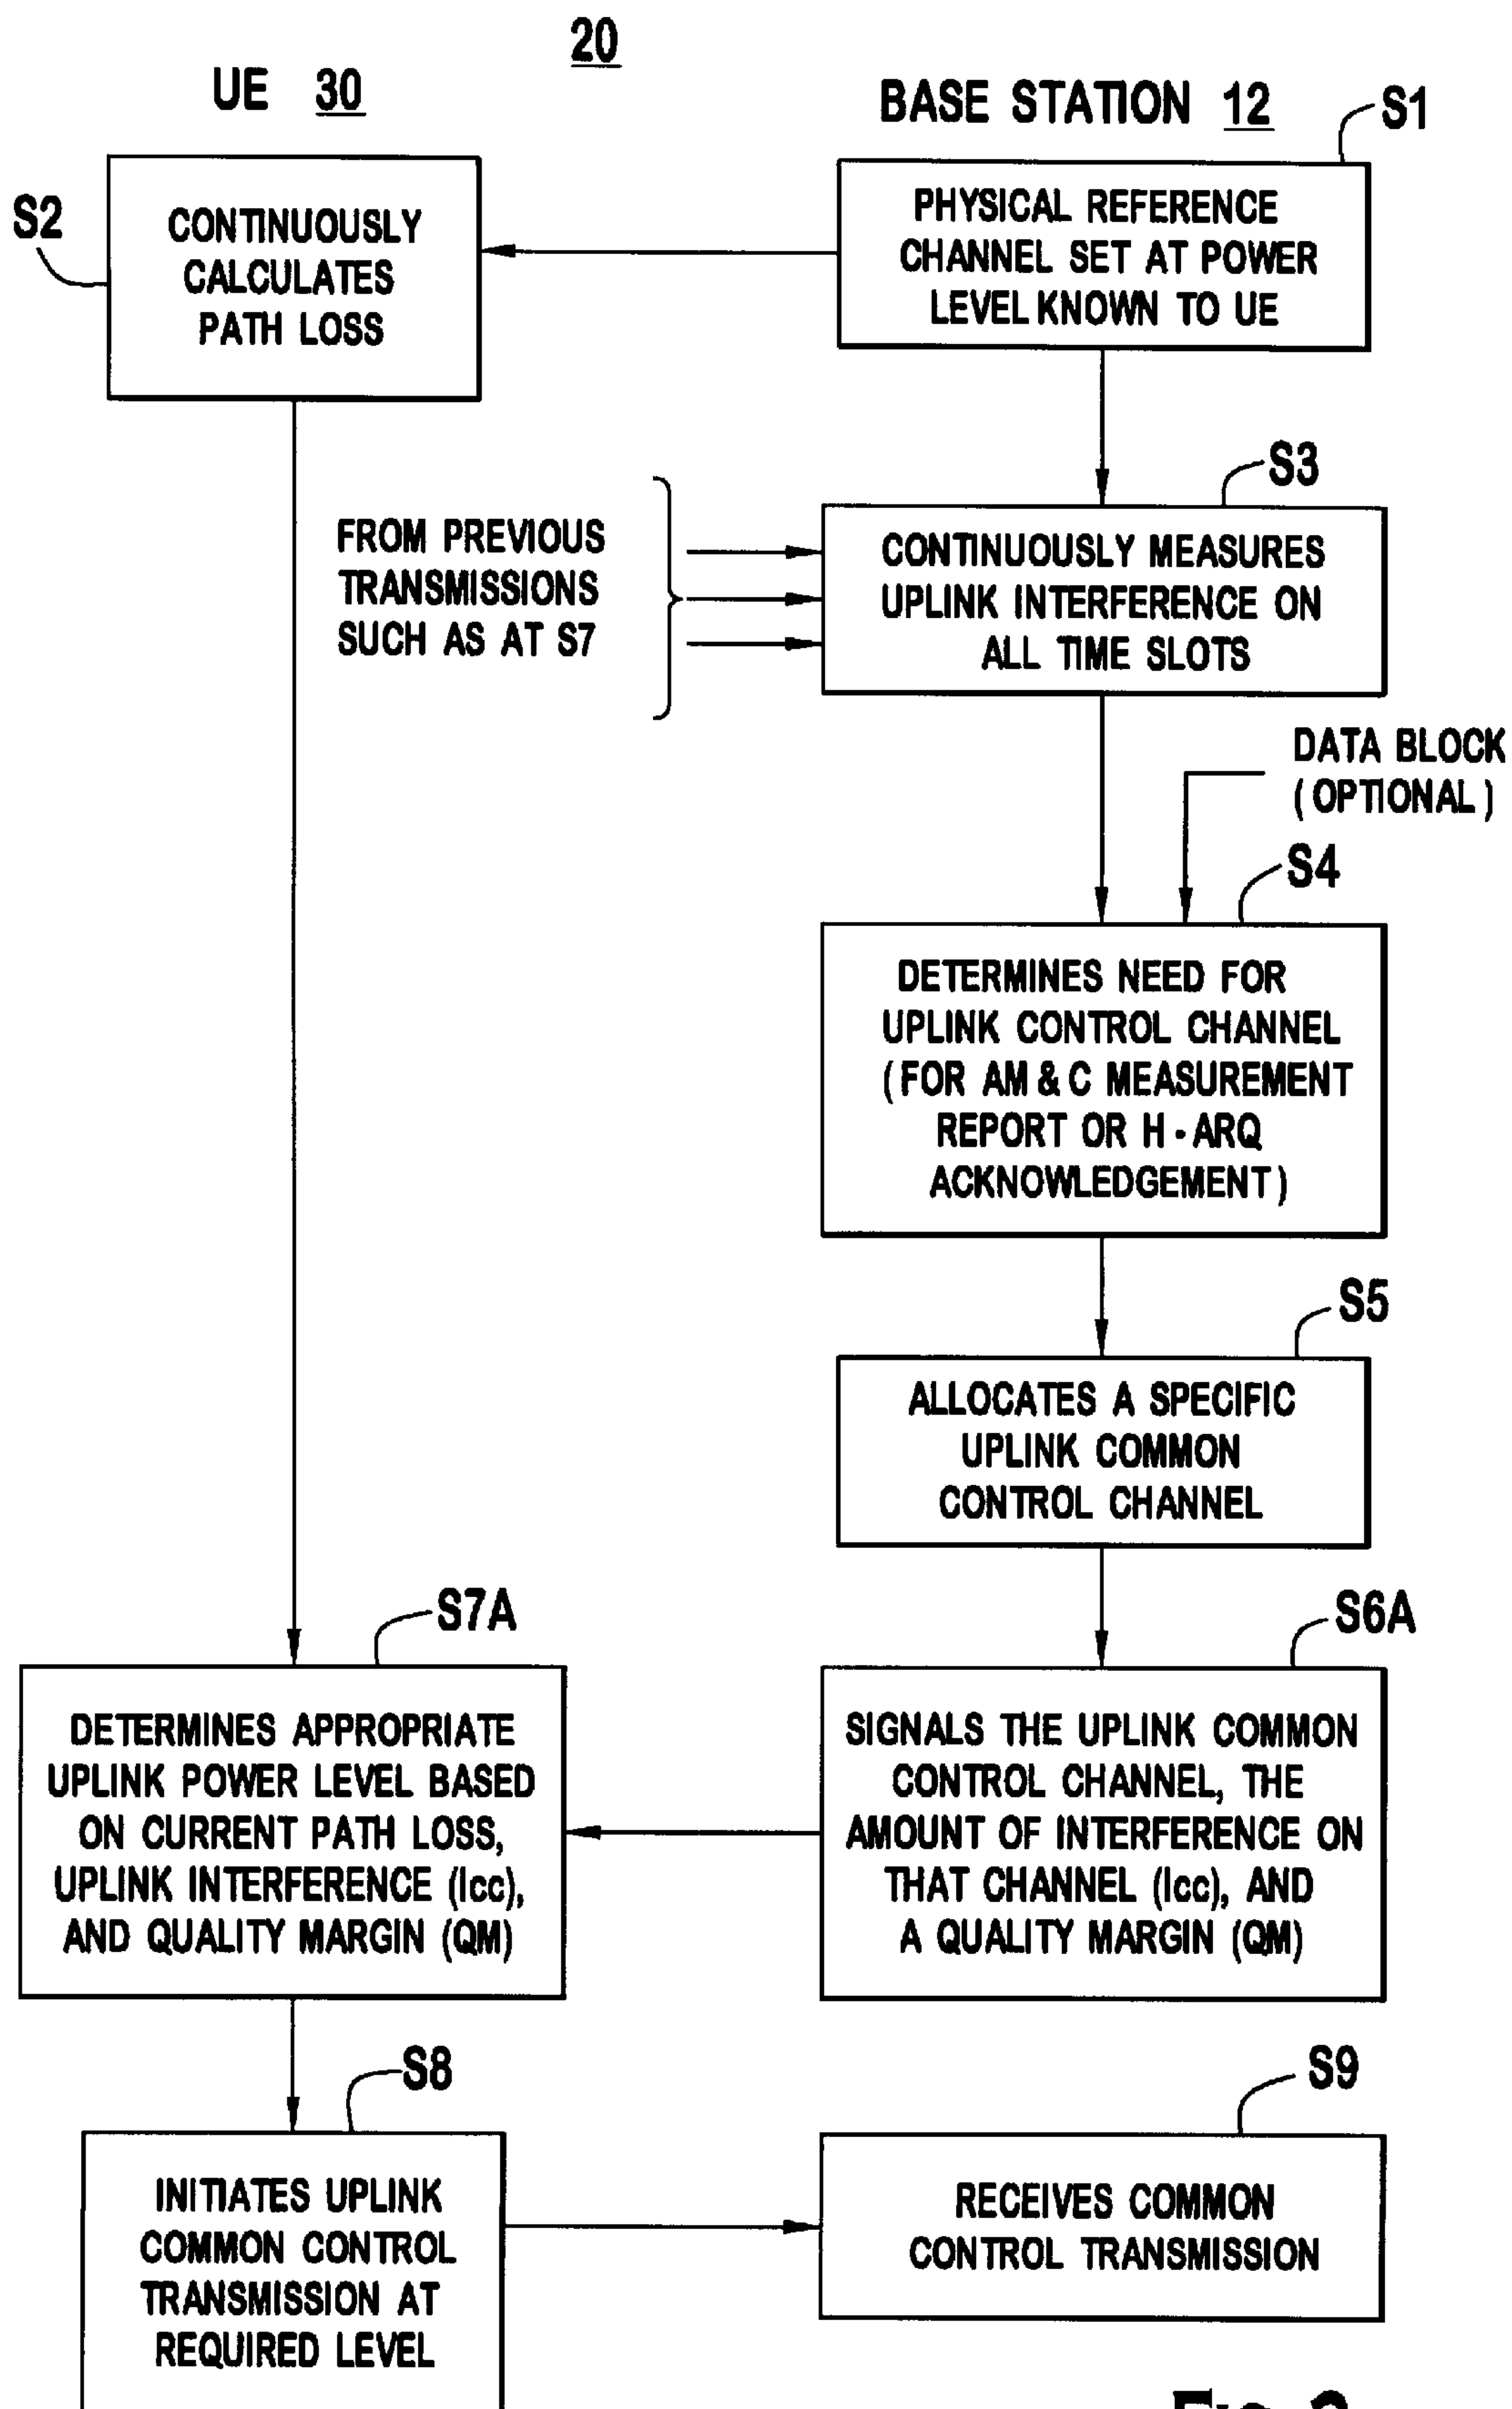 20
UE 30
BASE STATION 12
S1
S2
CONTINUOUSLY
CALCULATES
PATH LOSS
PHYSICAL REFERENCE
CHANNEL SET AT POWER
LEVEL KNOWN TO UE
S3
FROM PREVIOUS
TRANSMISSIONS
SUCH AS AT S7
CONTINUOUSLY MEASURES
UPLINK INTERFERENCE ON
ALL TIME SLOTS
DATA BLOCK
(OPTIONAL)
S4
DETERMINES NEED FOR
UPLINK CONTROL CHANNEL
(FOR AM & C MEASUREMENT
REPORT OR H - ARQ
ACKNOWLEDGEMENT)
S5
ALLOCATES A SPECIFIC
UPLINK COMMON
CONTROL CHANNEL
S7A
S6A
DETERMINES APPROPRIATE
UPLINK POWER LEVEL BASED
ON CURRENT PATH LOSS,
UPLINK INTERFERENCE (Icc),
AND QUALITY MARGIN (QM)
SIGNALS THE UPLINK COMMON
CONTROL CHANNEL, THE
AMOUNT OF INTERFERENCE ON
THAT CHANNEL (Icc), AND
A QUALITY MARGIN (QM)
S8
S9
INITIATES UPLINK
COMMON CONTROL
TRANSMISSION AT
REQUIRED LEVEL
RECEIVES COMMON
CONTROL TRANSMISSION